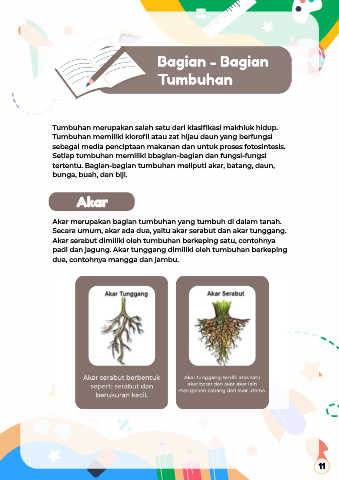 Bagian - Bagian
Tumbuhan
Tumbuhan merupakan salah satu dari klasifikasi makhluk hidup.
Tumbuhan memiliki klorofil atau zat hijau daun yang berfungsi
sebagai media penciptaan makanan dan untuk proses fotosintesis.
Setiap tumbuhan memiliki bbagian-bagian dan fungsi-fungsi
tertentu. Bagian-bagian tumbuhan meliputi akar, batang, daun,
bunga, buah, dan biji.
Akar
Akar merupakan bagian tumbuhan yang tumbuh di dalam tanah.
Secara umum, akar ada dua, yaitu akar serabut dan akar tunggang.
Akar serabut dimiliki oleh tumbuhan berkeping satu, contohnya
padi dan jagung. Akar tunggang dimiliki oleh tumbuhan berkeping
dua, contohnya mangga dan jambu.
Akar Tunggang
Akar serabut berbentuk
seperti serabut dan
berukuran kecil.
Akar Serabut
Akar tunggang terdiri atas satu
akar besar dan akar-akar lain
dari akar utama.
11